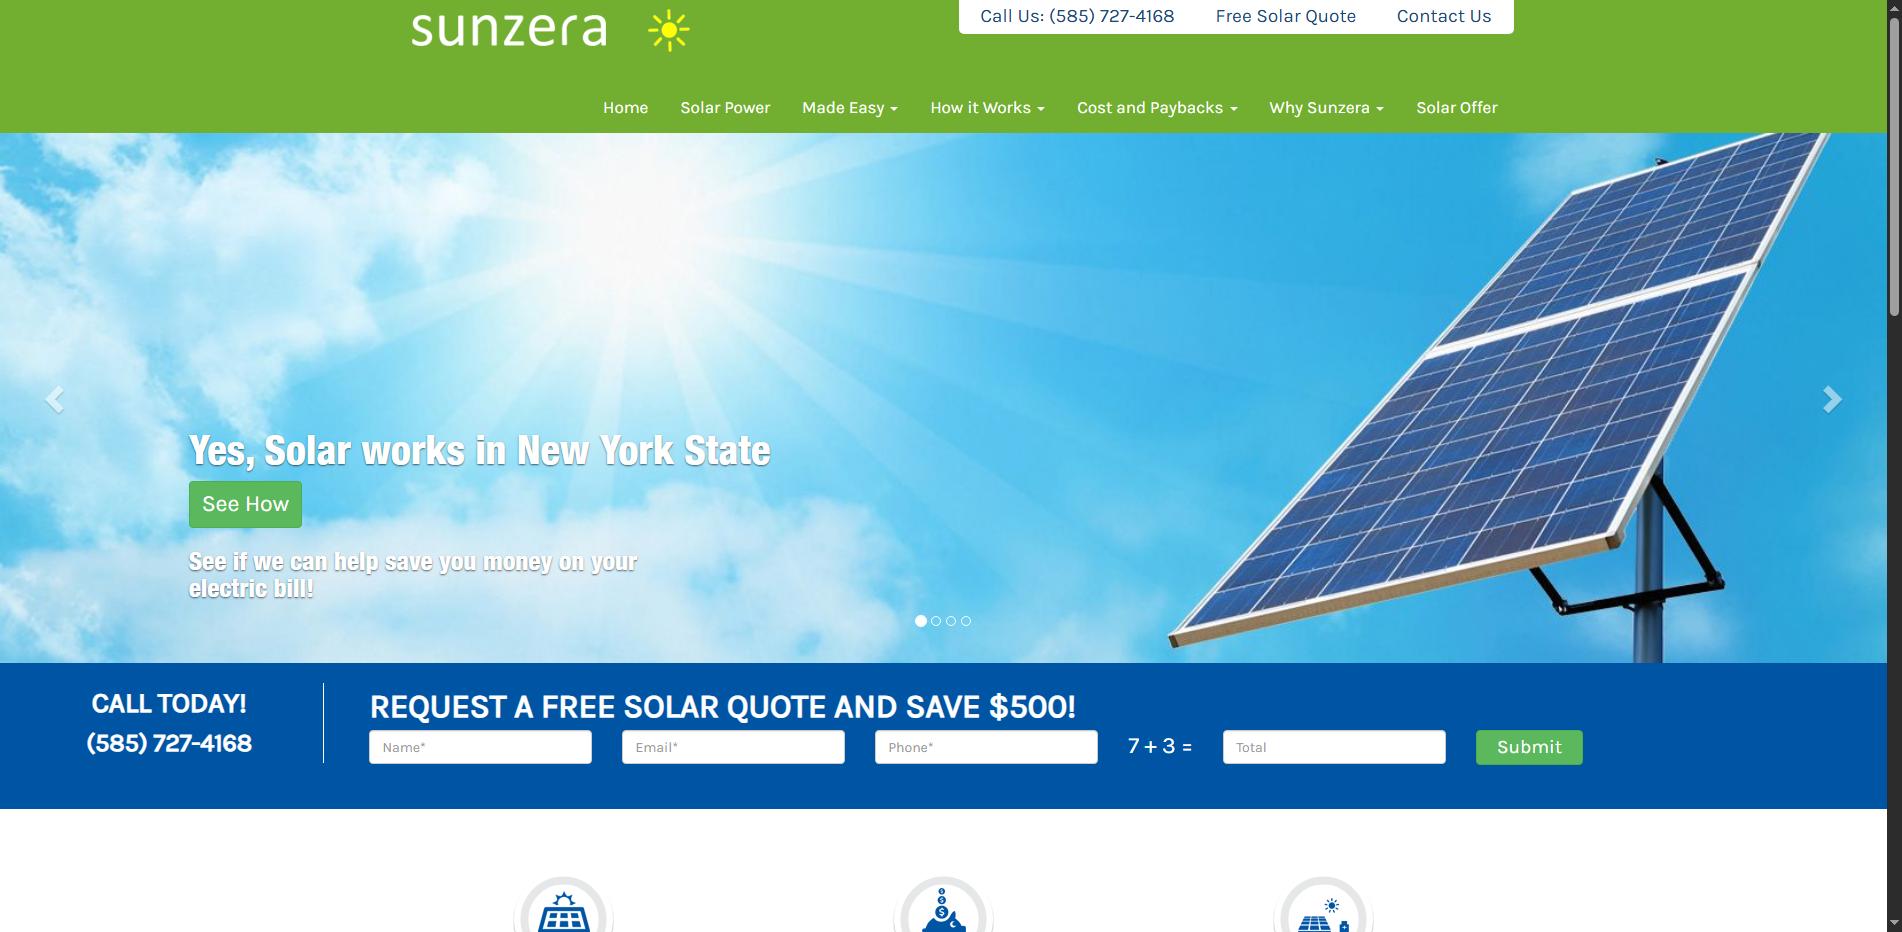 sunzera
Call Us: (585) 727-4168 Free Solar Quote Contact Us
Home Solar Power Made Easy How it Works Cost and Paybacks Why Sunzera Solar Offer
Yes, Solar works in New York State
See How
See if we can help save you money on your
electric bill!
CALL TODAY!
(585) 727-4168
REQUEST A FREE SOLAR QUOTE AND SAVE $500!
Name* Email* Phone* 7 + 3 = Total Submit